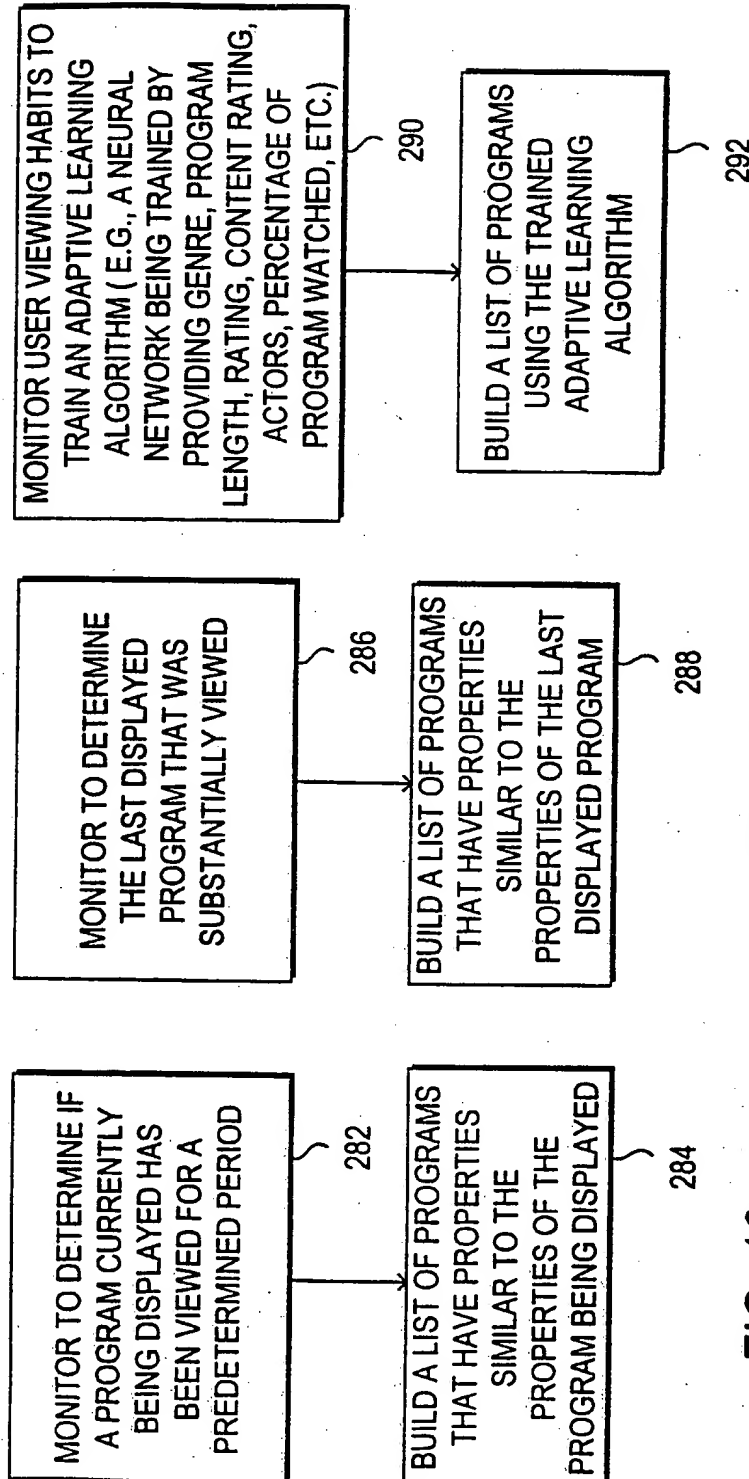 MONITOR TO DETERMINE IF
A PROGRAM CURRENTLY
BEING DISPLAYED HAS
BEEN VIEWED FOR A
PREDETERMINED PERIOD
282
BUILD A LIST OF PROGRAMS
THAT HAVE PROPERTIES
SIMILAR TO THE
PROPERTIES OF THE
PROGRAM BEING DISPLAYED
284
MONITOR TO DETERMINE
THE LAST DISPLAYED
PROGRAM THAT WAS
SUBSTANTIALLY VIEWED
286
BUILD A LIST OF PROGRAMS
THAT HAVE PROPERTIES
SIMILAR TO THE
PROPERTIES OF THE LAST
DISPLAYED PROGRAM
288
MONITOR USER VIEWING HABITS TO
TRAIN AN ADAPTIVE LEARNING
ALGORITHM ( E.G., A NEURAL
NETWORK BEING TRAINED BY
PROVIDING GENRE, PROGRAM
LENGTH, RATING, CONTENT RATING,
ACTORS, PERCENTAGE OF
PROGRAM WATCHED, ETC.)
290
BUILD A LIST OF PROGRAMS
USING THE TRAINED
ADAPTIVE LEARNING
ALGORITHM
292